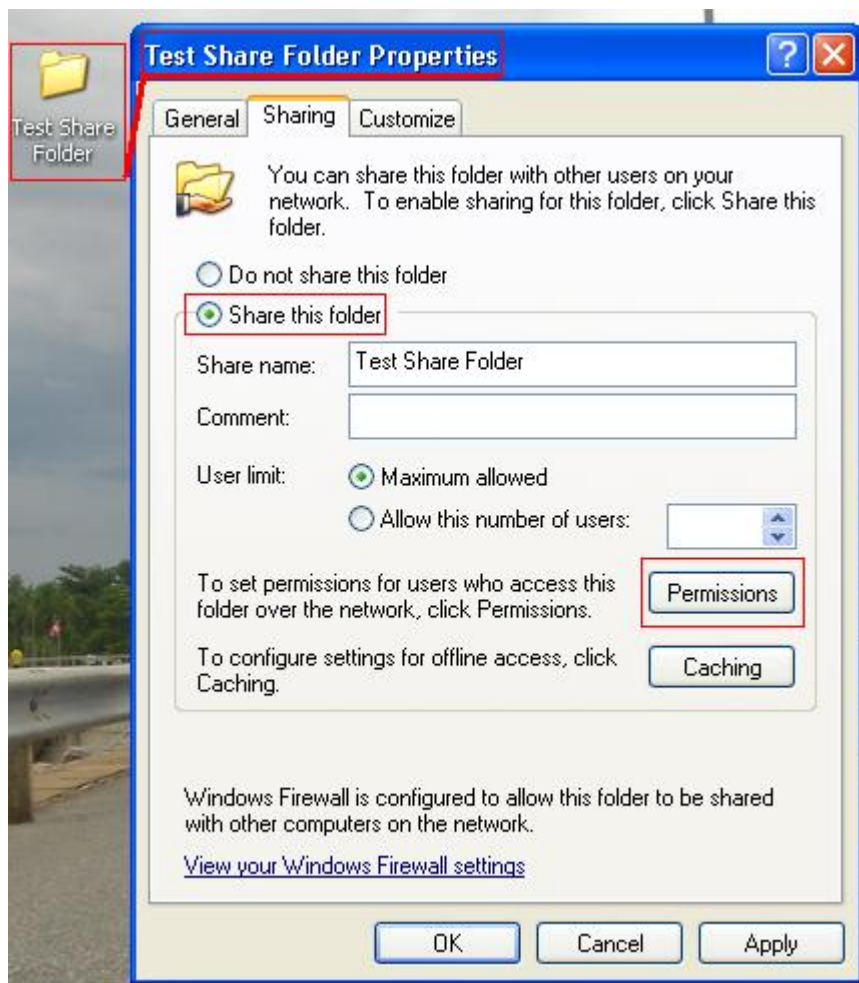 Test Share Folder Properties
Test Share
Folder
General
Sharing
Customize
You can share this folder with other users on your
network.  To enable sharing for this folder, click Share this
folder.
Do not share this folder
Share this folder
Share name:
Test Share Folder
Comment:
User limit:
Maximum allowed
Allow this number of users:
To set permissions for users who access this
folder over the network, click Permissions.
Permissions
To configure settings for offline access, click
Caching.
Caching
Windows Firewall is configured to allow this folder to be shared
with other computers on the network.
View your Windows Firewall settings
OK
Cancel
Apply